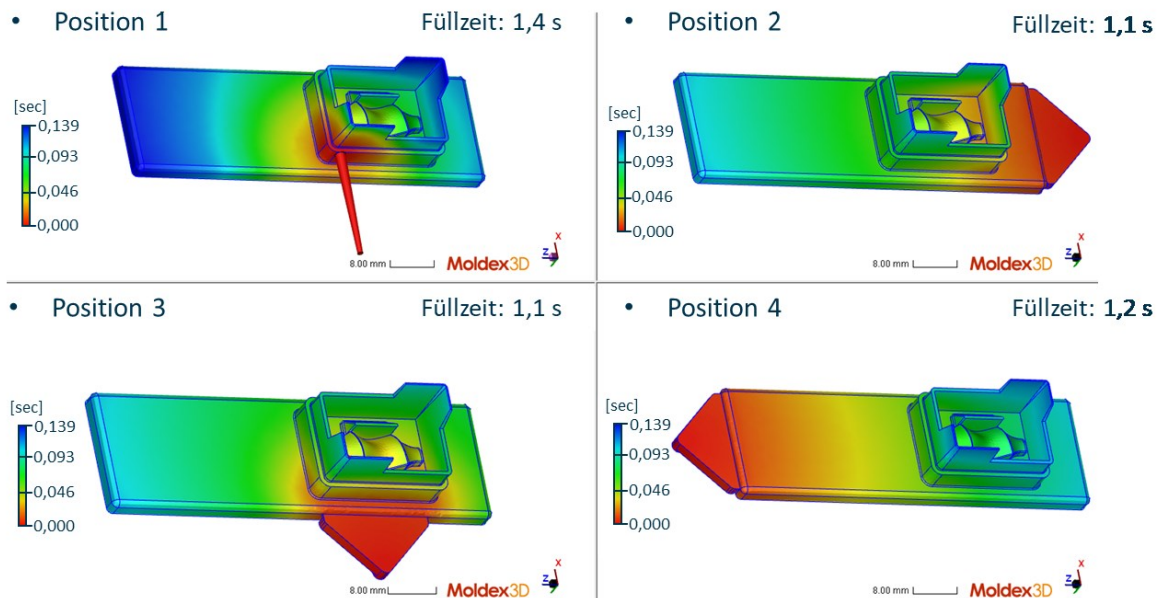 • Position 1 Füllzeit: 1,4 s
[sec]
0,139
0,093
0,046
0,000
8.00 mm
Moldex3D
x
z
y
• Position 2 Füllzeit: 1,1 s
[sec]
0,139
0,093
0,046
0,000
8.00 mm
Moldex3D
x
z
y
• Position 3 Füllzeit: 1,1 s
[sec]
0,139
0,093
0,046
0,000
8.00 mm
Moldex3D
x
z
y
• Position 4 Füllzeit: 1,2 s
[sec]
0,139
0,093
0,046
0,000
8.00 mm
Moldex3D
x
z
y